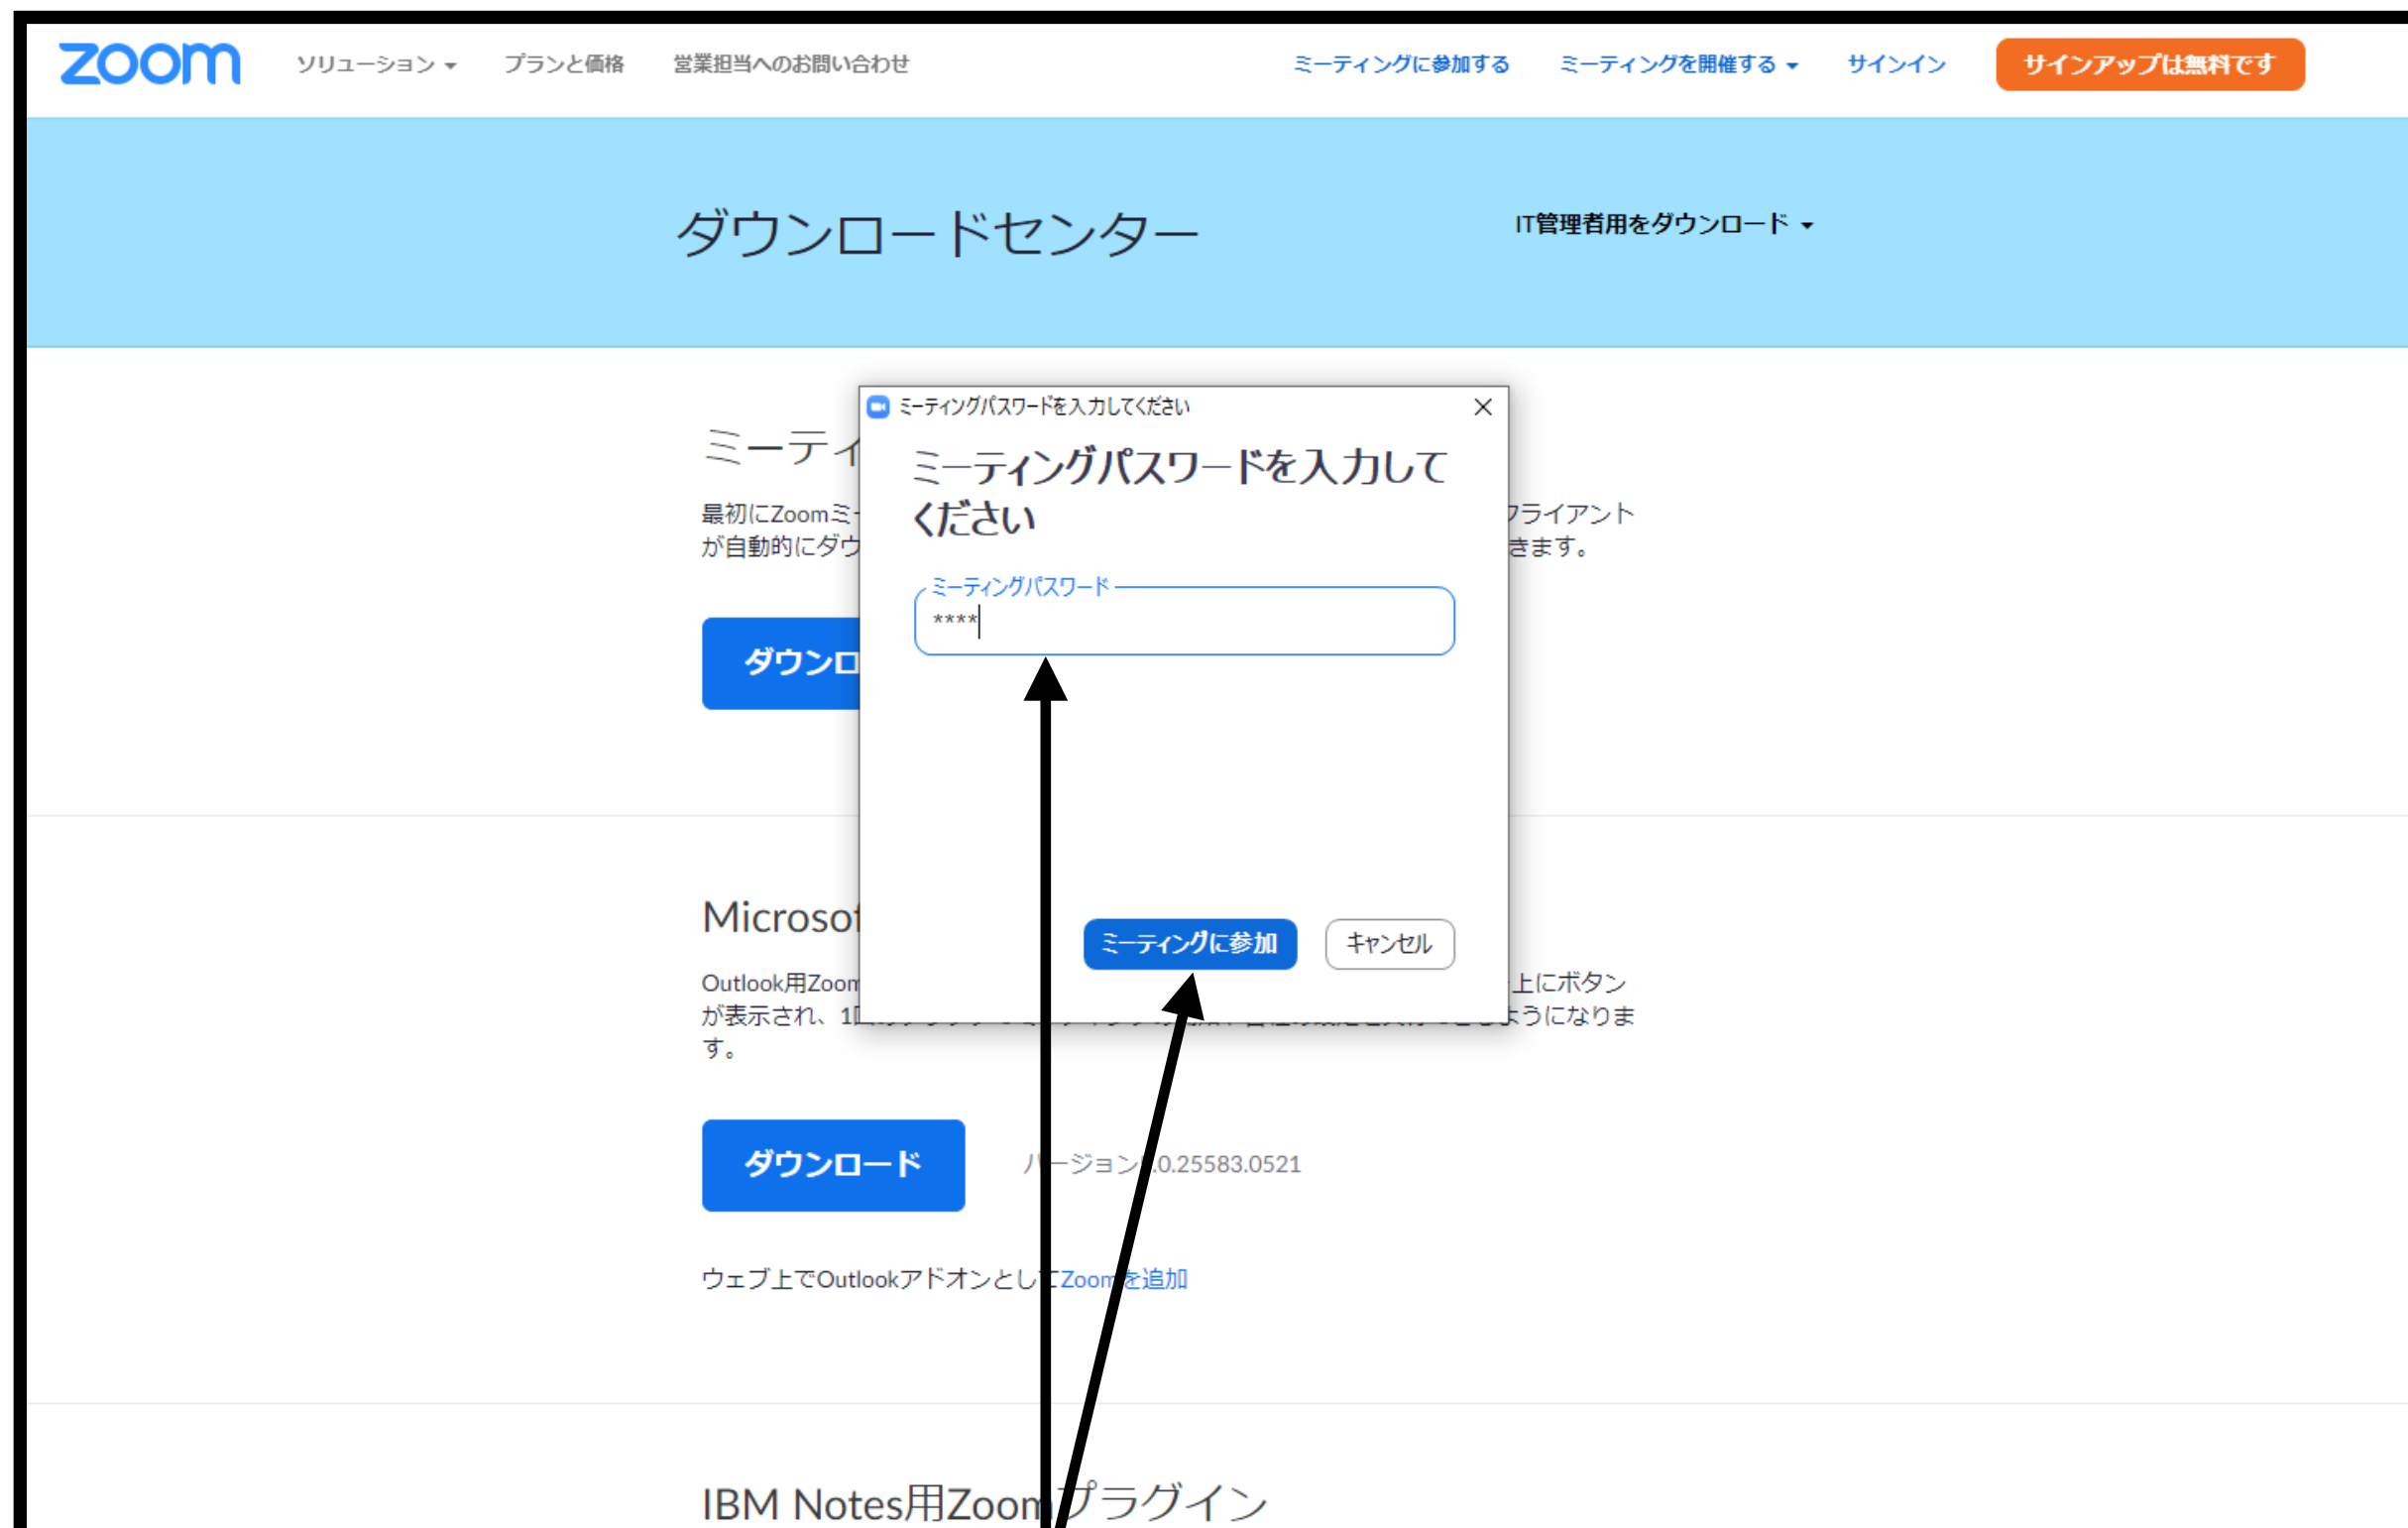 zoom ソリューション プランと価格 営業担当へのお問い合わせ ミーティングに参加する ミーティングを開催する サインイン サインアップは無料です
ダウンロードセンター IT管理者用をダウンロード
ミーティングパスワードを入力してください
ミーティングパスワードを入力して
ください
ミーティングパスワード
****
ミーティングに参加 キャンセル
ミーティ
最初にZoomミー クライアント
が自動的にダウ きます。
ダウンロ
Microsof
Outlook用Zoom 上にボタン
が表示され、1 ようになりま
す。
ダウンロード バージョン .0.25583.0521
ウェブ上でOutlookアドオンとしてZoomを追加
IBM Notes用Zoomプラグイン